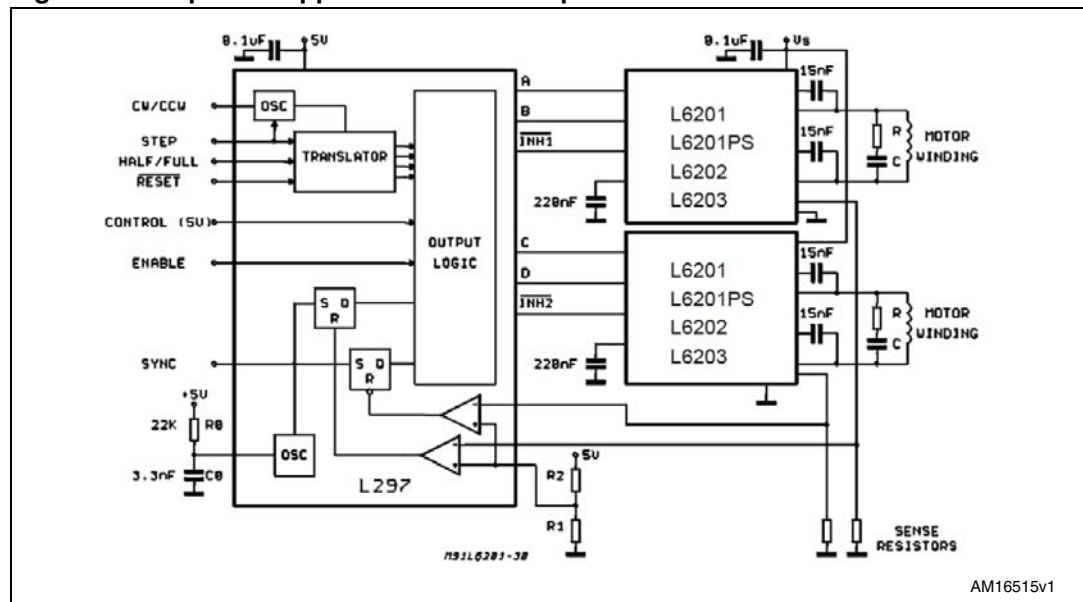 0.1uF
5V
0.1uF
Vs
CW/CCW
STEP
HALF/FULL
RESET
CONTROL (5V)
ENABLE
SYNC
OSC
TRANSLATOR
OUTPUT
LOGIC
A
B
INH1
C
D
INH2
220nF
L6201
L6201PS
L6202
L6203
15nF
15nF
R
C
MOTOR
WINDING
220nF
L6201
L6201PS
L6202
L6203
15nF
15nF
R
C
MOTOR
WINDING
S Q
R
S Q
R
+5V
22K R0
3.3nF C0
OSC
L297
-
+
-
+
5V
R2
R1
SENSE
RESISTORS
M91L6201-30
AM16515v1